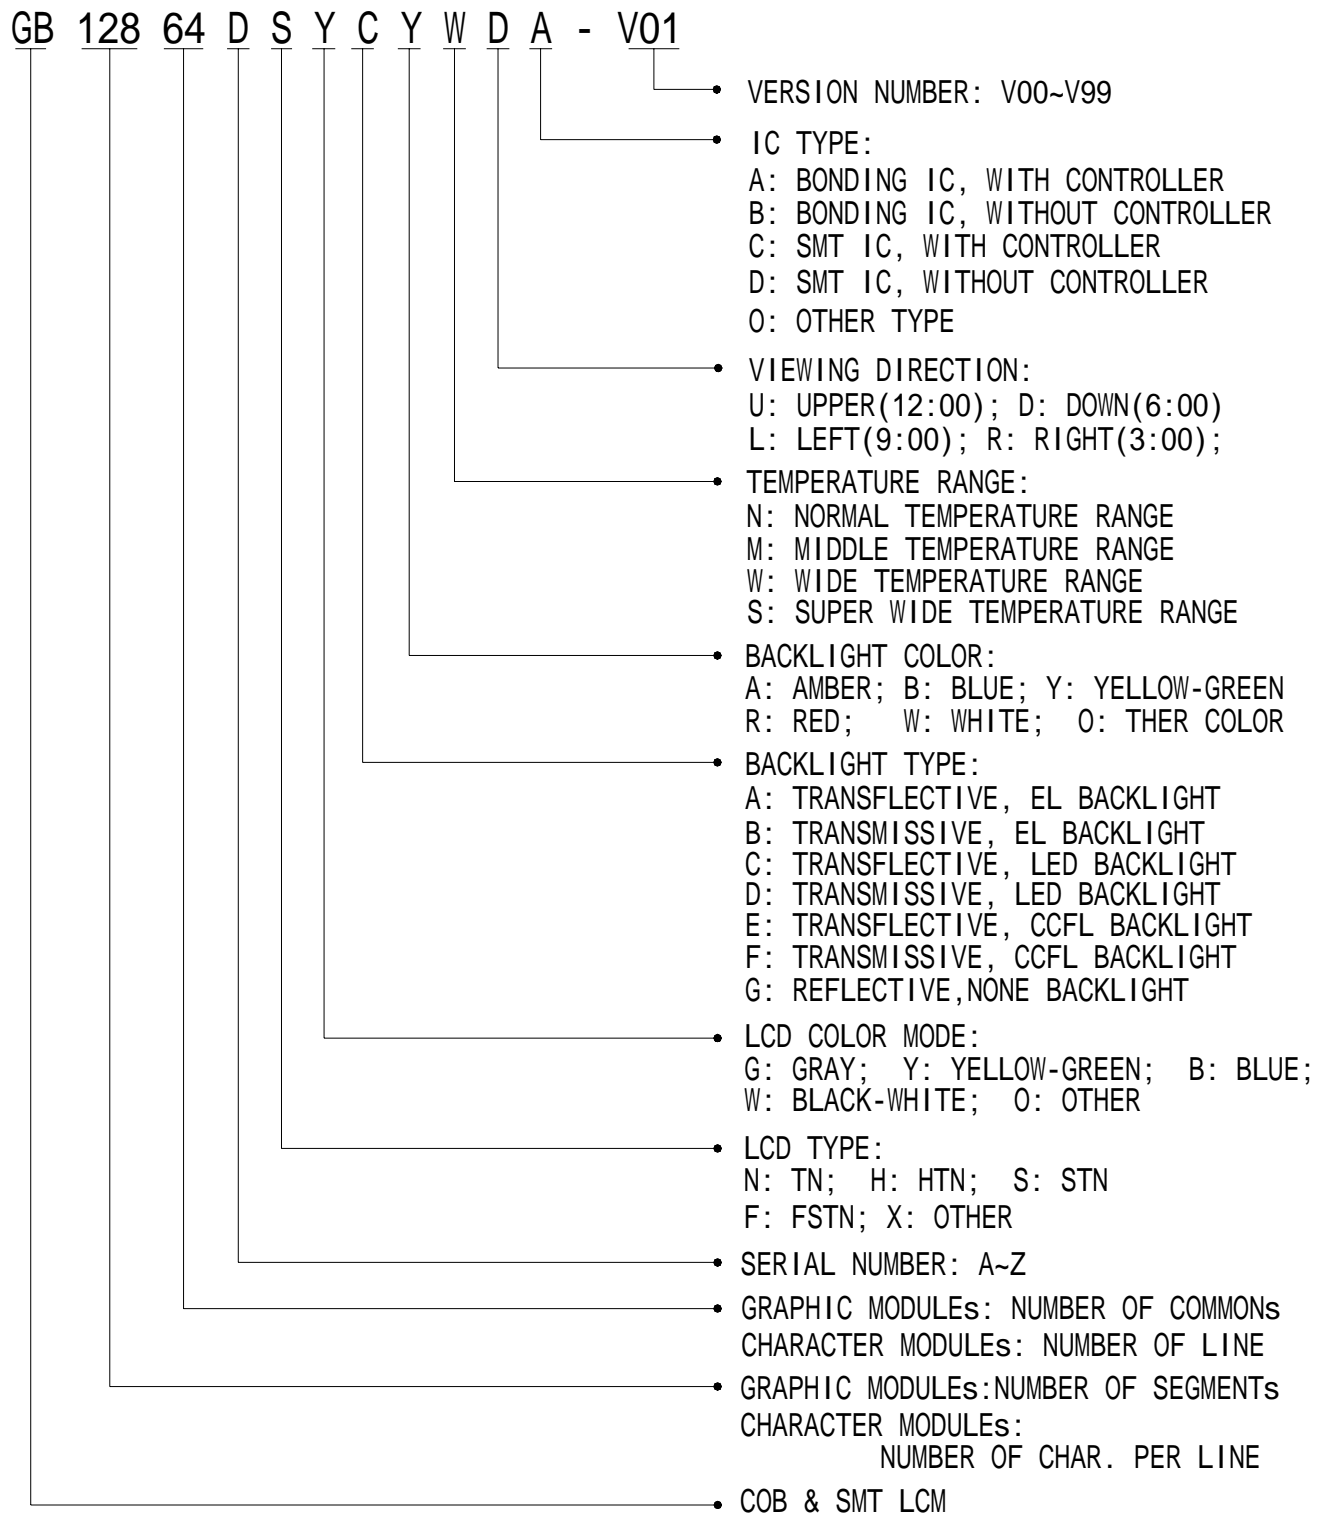 GB 128 64 D S Y C Y W D A - V01
VERSION NUMBER: V00~V99
IC TYPE:
A: BONDING IC, WITH CONTROLLER
B: BONDING IC, WITHOUT CONTROLLER
C: SMT IC, WITH CONTROLLER
D: SMT IC, WITHOUT CONTROLLER
O: OTHER TYPE
VIEWING DIRECTION:
U: UPPER(12:00); D: DOWN(6:00)
L: LEFT(9:00); R: RIGHT(3:00);
TEMPERATURE RANGE:
N: NORMAL TEMPERATURE RANGE
M: MIDDLE TEMPERATURE RANGE
W: WIDE TEMPERATURE RANGE
S: SUPER WIDE TEMPERATURE RANGE
BACKLIGHT COLOR:
A: AMBER; B: BLUE; Y: YELLOW-GREEN
R: RED; W: WHITE; O: THER COLOR
BACKLIGHT TYPE:
A: TRANSFLECTIVE, EL BACKLIGHT
B: TRANSMISSIVE, EL BACKLIGHT
C: TRANSFLECTIVE, LED BACKLIGHT
D: TRANSMISSIVE, LED BACKLIGHT
E: TRANSFLECTIVE, CCFL BACKLIGHT
F: TRANSMISSIVE, CCFL BACKLIGHT
G: REFLECTIVE,NONE BACKLIGHT
LCD COLOR MODE:
G: GRAY; Y: YELLOW-GREEN; B: BLUE;
W: BLACK-WHITE; O: OTHER
LCD TYPE:
N: TN; H: HTN; S: STN
F: FSTN; X: OTHER
SERIAL NUMBER: A~Z
GRAPHIC MODULEs: NUMBER OF COMMONs
CHARACTER MODULEs: NUMBER OF LINE
GRAPHIC MODULEs:NUMBER OF SEGMENTs
CHARACTER MODULEs:
NUMBER OF CHAR. PER LINE
COB & SMT LCM